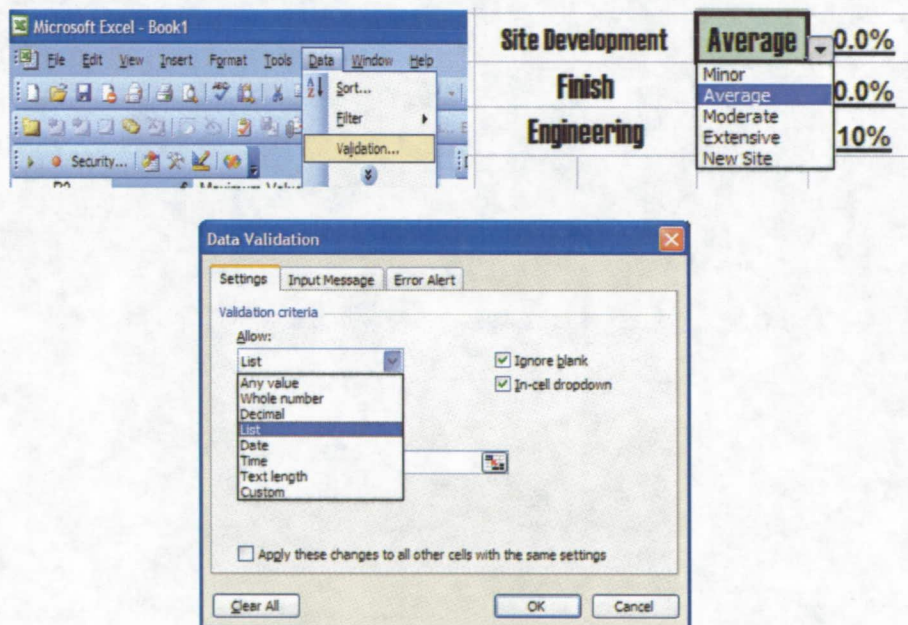 Microsoft Excel - Book1
File Edit View Insert Format Tools Data Window Help
Sort...
Filter
Validation...
Security...
Site Development Average 0.0%
Minor
Finish Average 0.0%
Moderate
Engineering Extensive 10%
New Site
Data Validation
Settings Input Message Error Alert
Validation criteria
Allow:
List
Ignore blank
Any value
In-cell dropdown
Whole number
Decimal
List
Date
Time
Text length
Custom
Apply these changes to all other cells with the same settings
Clear All OK Cancel